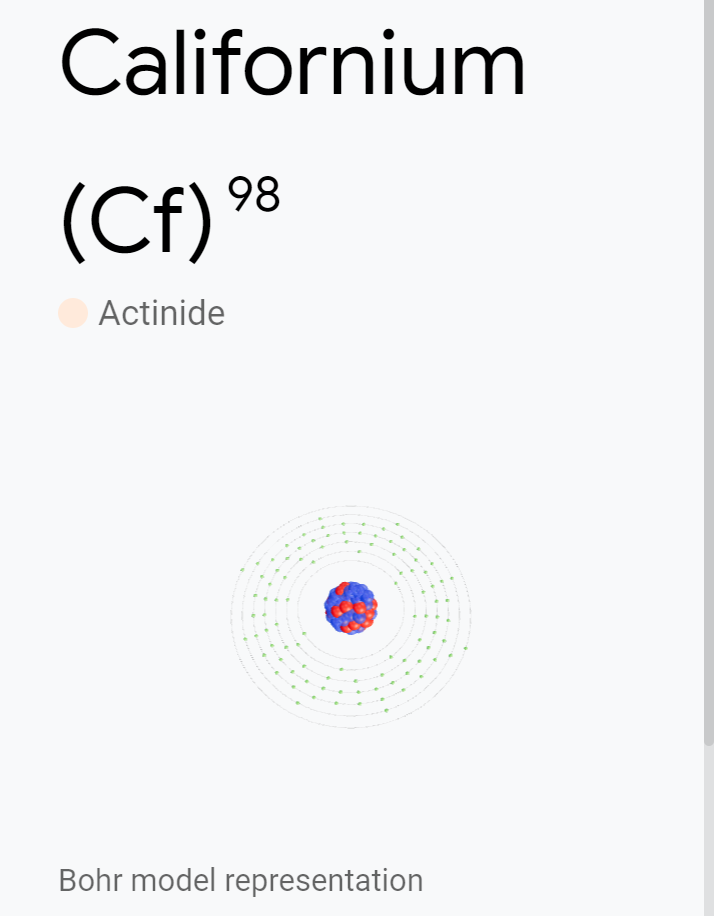 Californium
(Cf) 98
Actinide
Bohr model representation